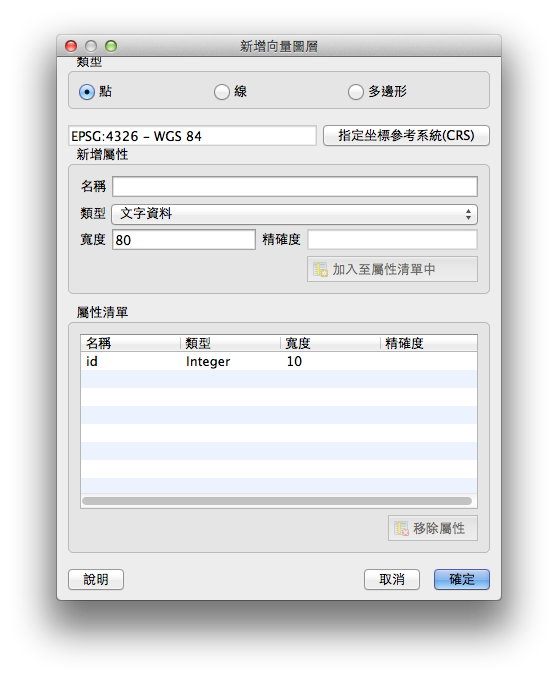 新增向量圖層
類型
點 線 多邊形
EPSG:4326 - WGS 84 指定坐標參考系統(CRS)
新增屬性
名稱
類型 文字資料
寬度 80 精確度
加入至屬性清單中
屬性清單
名稱 類型 寬度 精確度
id Integer 10
移除屬性
說明 取消 確定